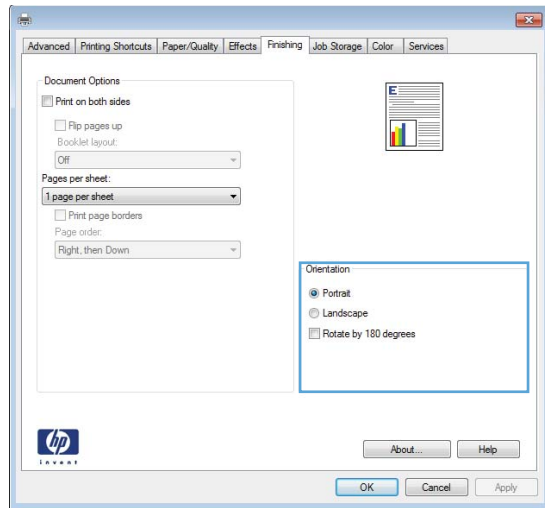 Advanced Printing Shortcuts Paper/Quality Effects Finishing Job Storage Color Services
Document Options
Print on both sides
Flip pages up
Booklet layout:
Off
Pages per sheet:
1 page per sheet
Print page borders
Page order:
Right, then Down
E
Orientation
Portrait
Landscape
Rotate by 180 degrees
hp
invent
About... Help
OK Cancel Apply